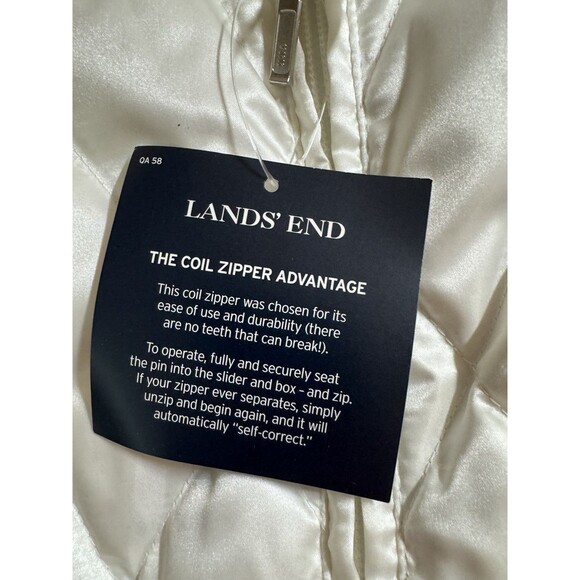 QA 58
LANDS' END
THE COIL ZIPPER ADVANTAGE
This coil zipper was chosen for its
ease of use and durability (there
are no teeth that can break!).
To operate, fully and securely seat
the pin into the slider and box – and zip.
If your zipper ever separates, simply
unzip and begin again, and it will
automatically “self-correct.”